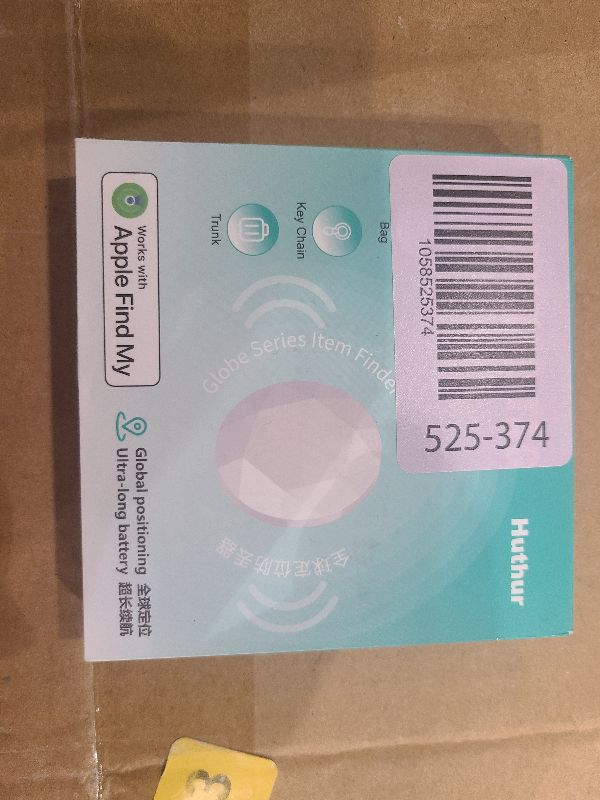 Huthur
1058525374
525-374
Bag
Key Chain
Trunk
Globe Series Item Finder
全球定位防丢器
Works with
Apple Find My
Global positioning 全球定位
Ultra-long battery 超长续航
3